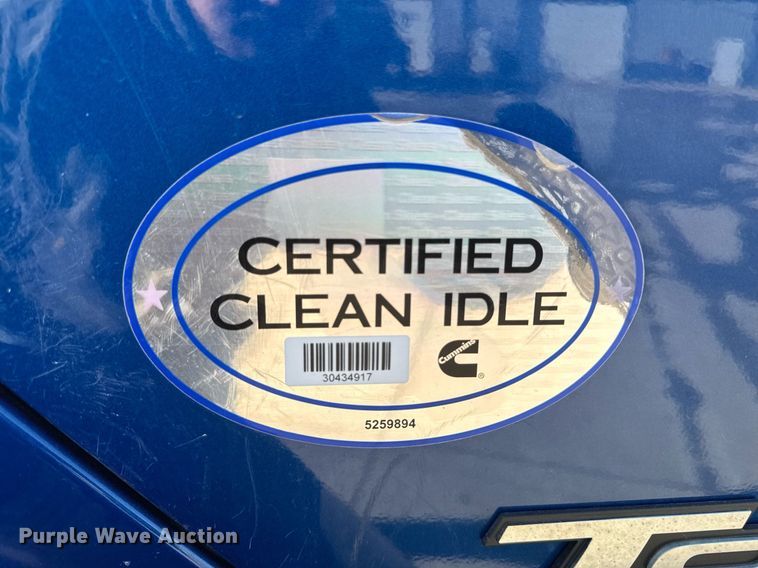 CERTIFIED
CLEAN IDLE
30434917
Cummins
®
5259894
Purple Wave Auction